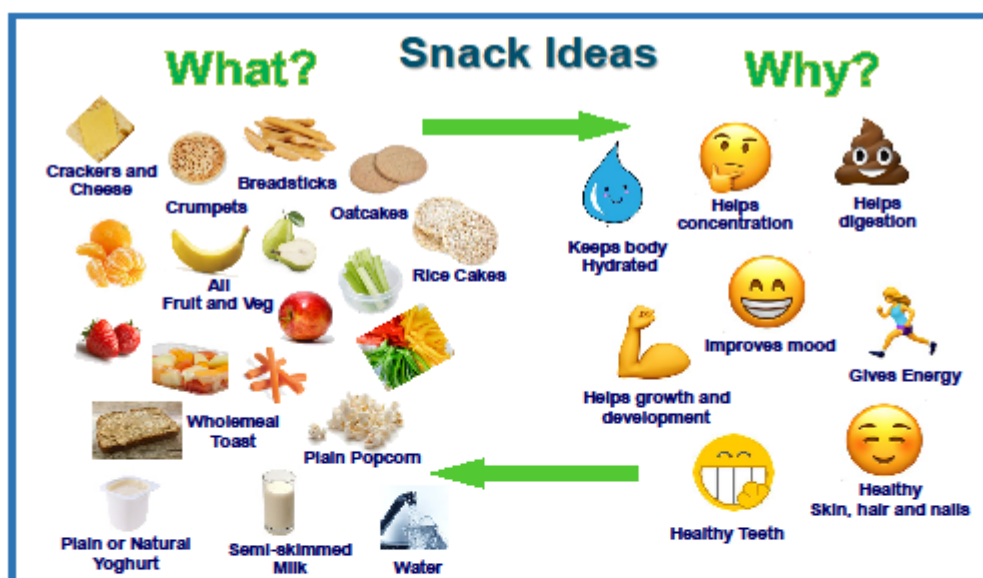 Snack Ideas
What?
Why?
Crackers and
Cheese
Crumpets
Breadsticks
Oatcakes
Rice Cakes
All
Fruit and Veg
Wholemeal
Toast
Plain Popcorn
Plain or Natural
Yoghurt
Semi-skimmed
Milk
Water
Keeps body
Hydrated
Helps
concentration
Helps
digestion
Improves mood
Helps growth and
development
Gives Energy
Healthy Teeth
Healthy
Skin, hair and nails